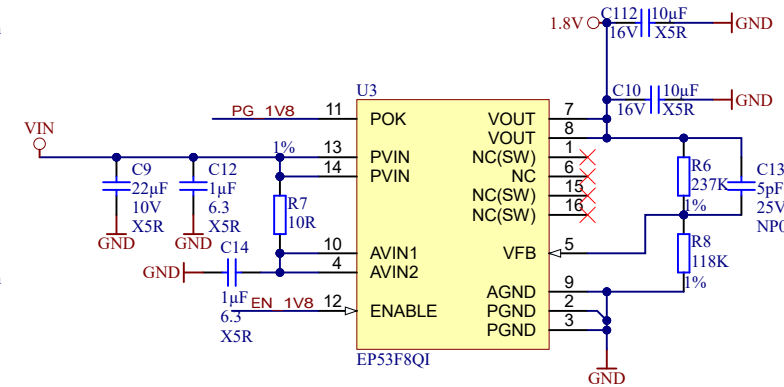 C112 10µF
1.8V
16V X5R
GND
C10 10µF
16V X5R
GND
U3
PG_1V8 11 POK
VOUT 7
VOUT 8
VIN
1%
13 PVIN
14 PVIN
NC(SW) 1
NC 6
NC(SW) 15
NC(SW) 16
C9
22µF
10V
X5R
GND
C12
1µF
6.3
X5R
GND
R7
10R
R6
237K
1%
C13
5pF
25V
NP0
10 AVIN1
4 AVIN2
VFB 5
R8
118K
1%
C14
GND
1µF
6.3
X5R
EN_1V8 12 ENABLE
AGND 9
PGND 2
PGND 3
EP53F8QI
GND